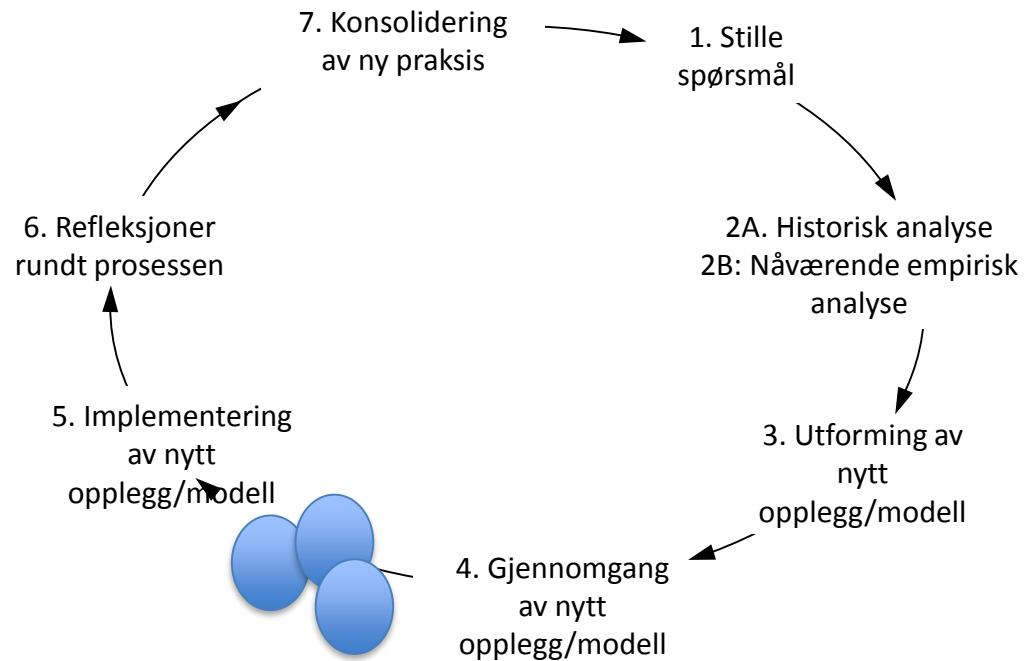 7. Konsolidering
av ny praksis
1. Stille
spørsmål
2A. Historisk analyse
2B: Nåværende empirisk
analyse
3. Utforming av
nytt
opplegg/modell
4. Gjennomgang
av nytt
opplegg/modell
5. Implementering
av nytt
opplegg/modell
6. Refleksjoner
rundt prosessen